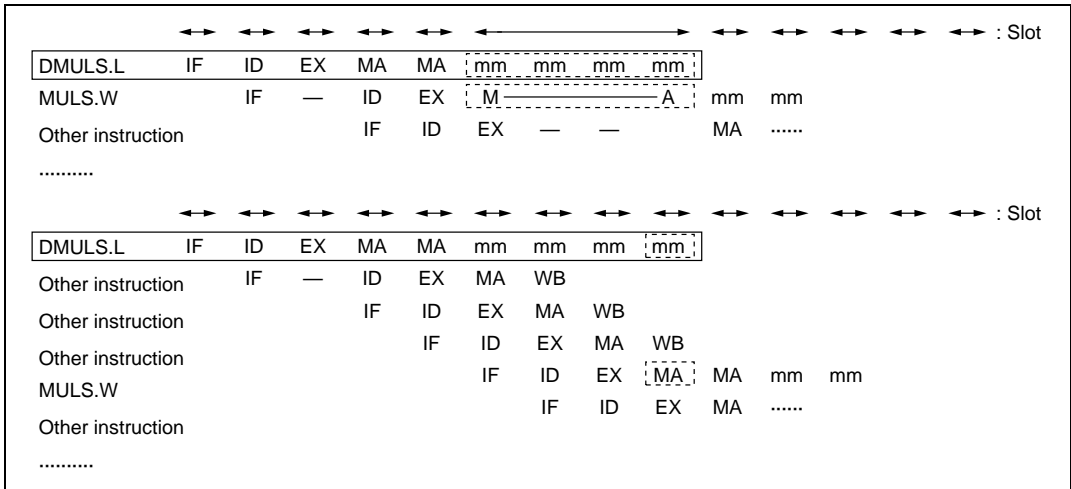 : Slot
DMULS.L IF ID EX MA MA mm mm mm mm
MULS.W IF — ID EX M A mm mm
Other instruction IF ID EX — — MA ......
..........
: Slot
DMULS.L IF ID EX MA MA mm mm mm mm
Other instruction IF — ID EX MA WB
Other instruction IF ID EX MA WB
Other instruction IF ID EX MA WB
MULS.W IF ID EX MA MA mm mm
Other instruction IF ID EX MA ......
..........